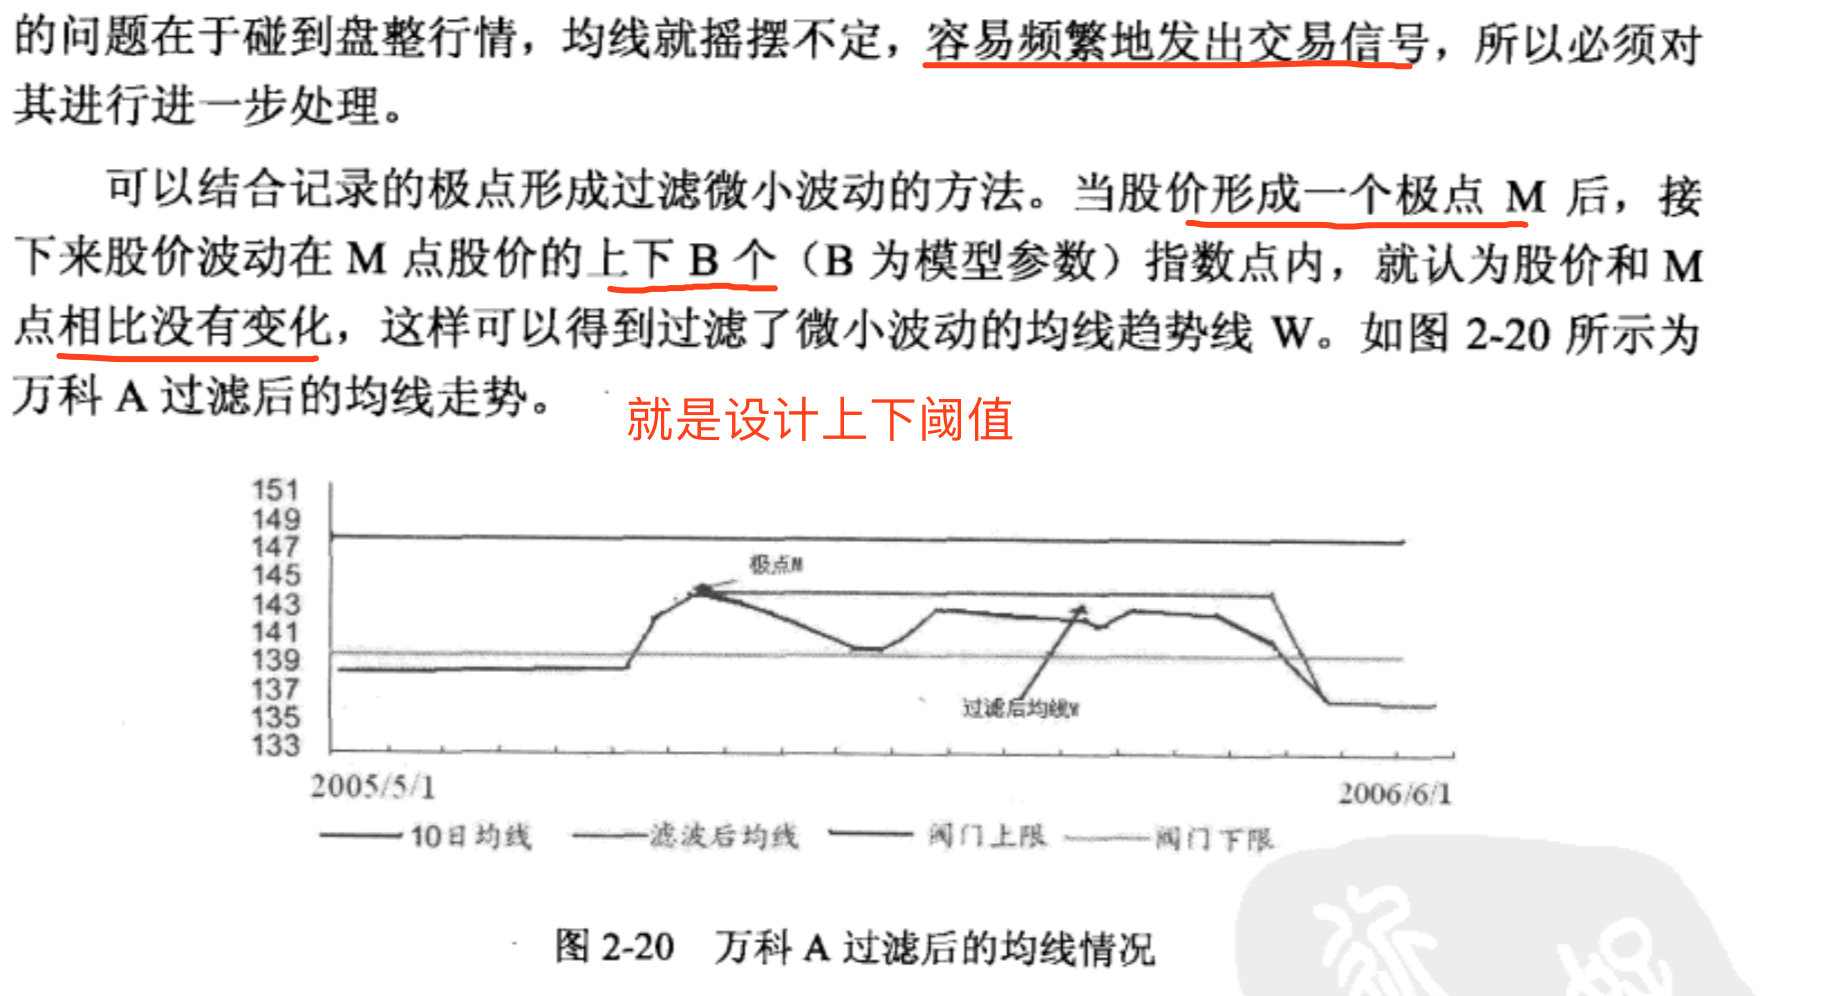 的问题在于碰到盘整行情，均线就摇摆不定，容易频繁地发出交易信号，所以必须对
其进行进一步处理。
可以结合记录的极点形成过滤微小波动的方法。当股价形成一个极点 M 后，接
下来股价波动在 M 点股价的上下 B 个（B 为模型参数）指数点内，就认为股价和 M
点相比没有变化，这样可以得到过滤了微小波动的均线趋势线 W。如图 2-20 所示为
万科 A 过滤后的均线走势。
就是设计上下阈值
151
149
147
145
143
141
139
137
135
133
极点M
过滤后均线W
2005/5/1
2006/6/1
10日均线 滤波后均线 阀门上限 阀门下限
图 2-20 万科 A 过滤后的均线情况